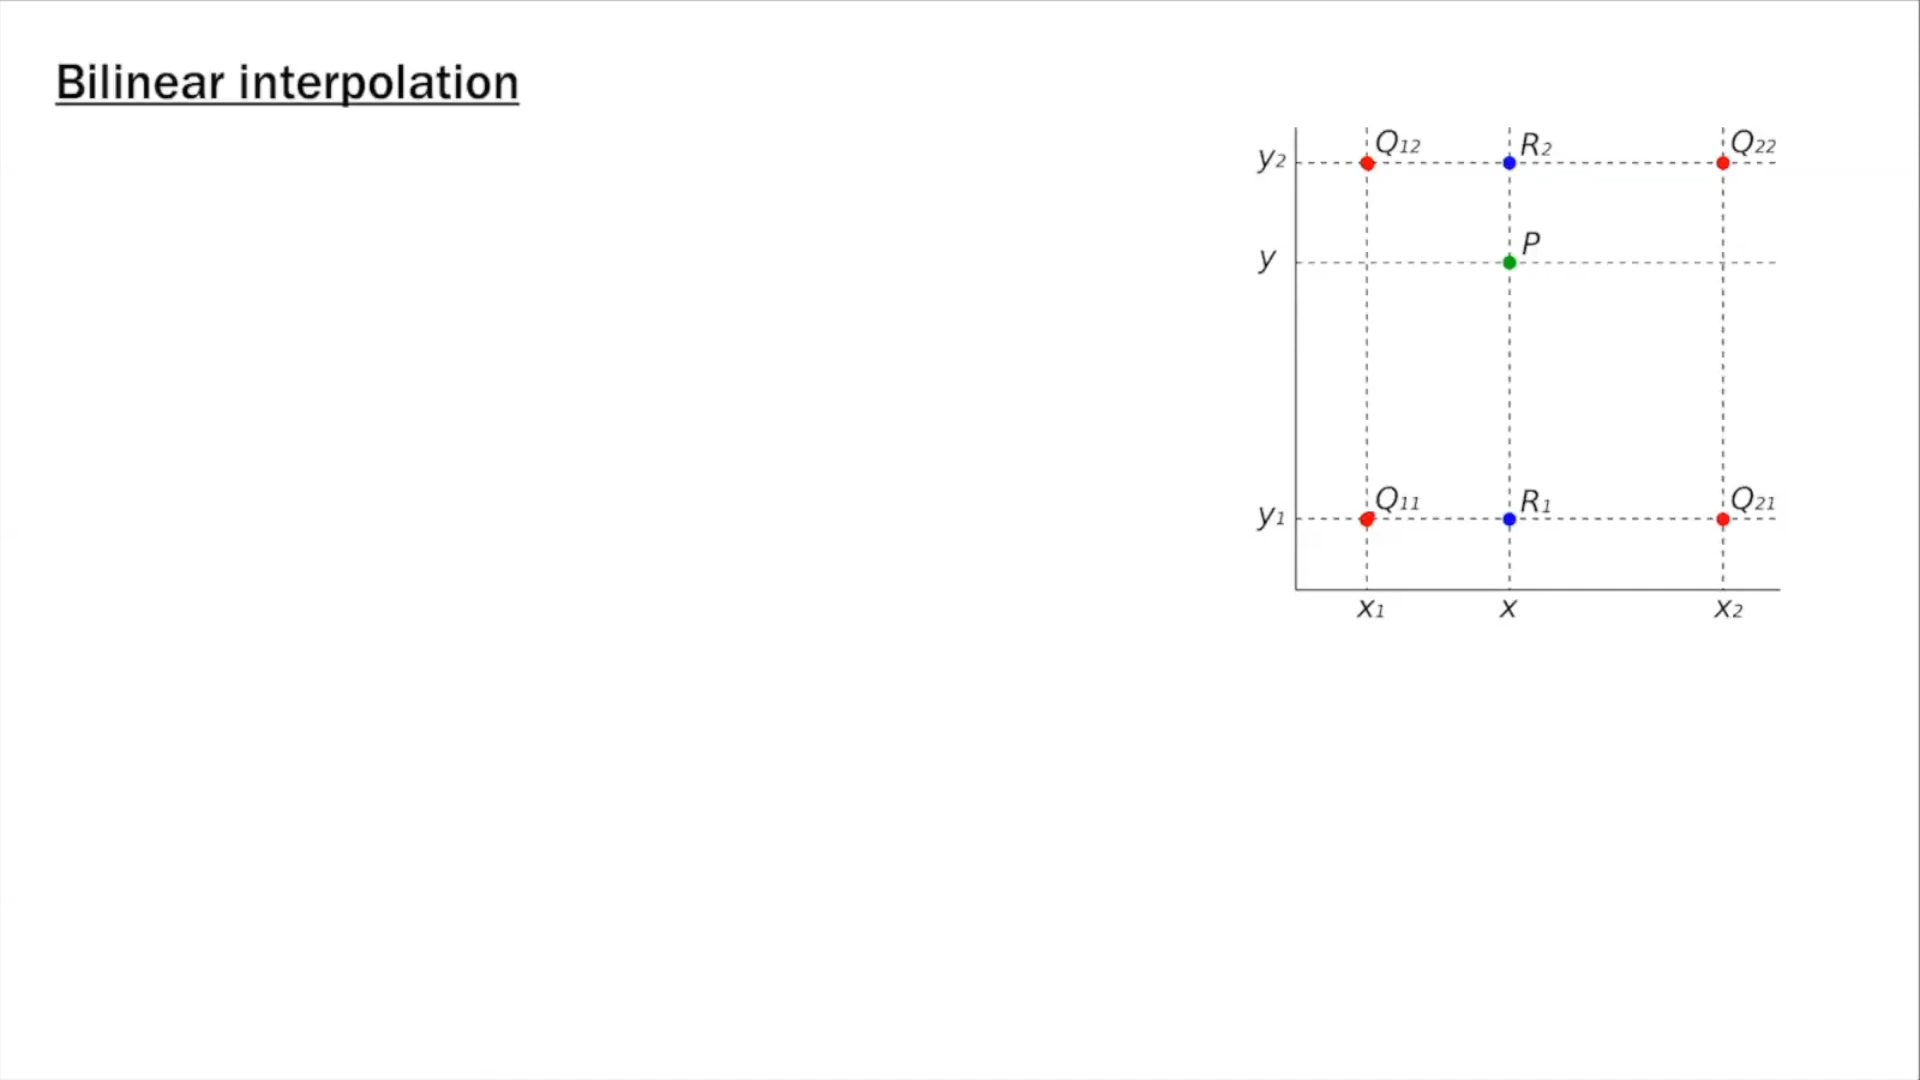 Bilinear interpolation
y₂ Q₁₂ R₂ Q₂₂
y P
y₁ Q₁₁ R₁ Q₂₁
x₁ x x₂